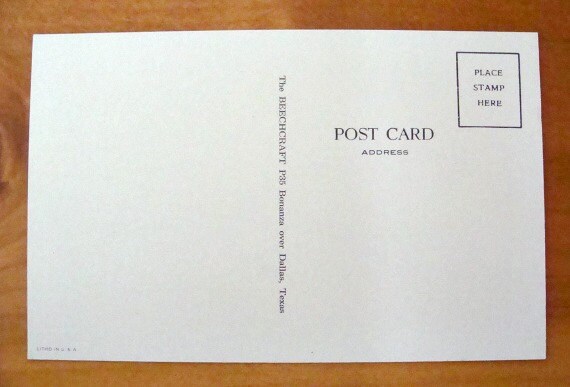 The BEECHCRAFT P35 Bonanza over Dallas, Texas
PLACE
STAMP
HERE
POST CARD
ADDRESS